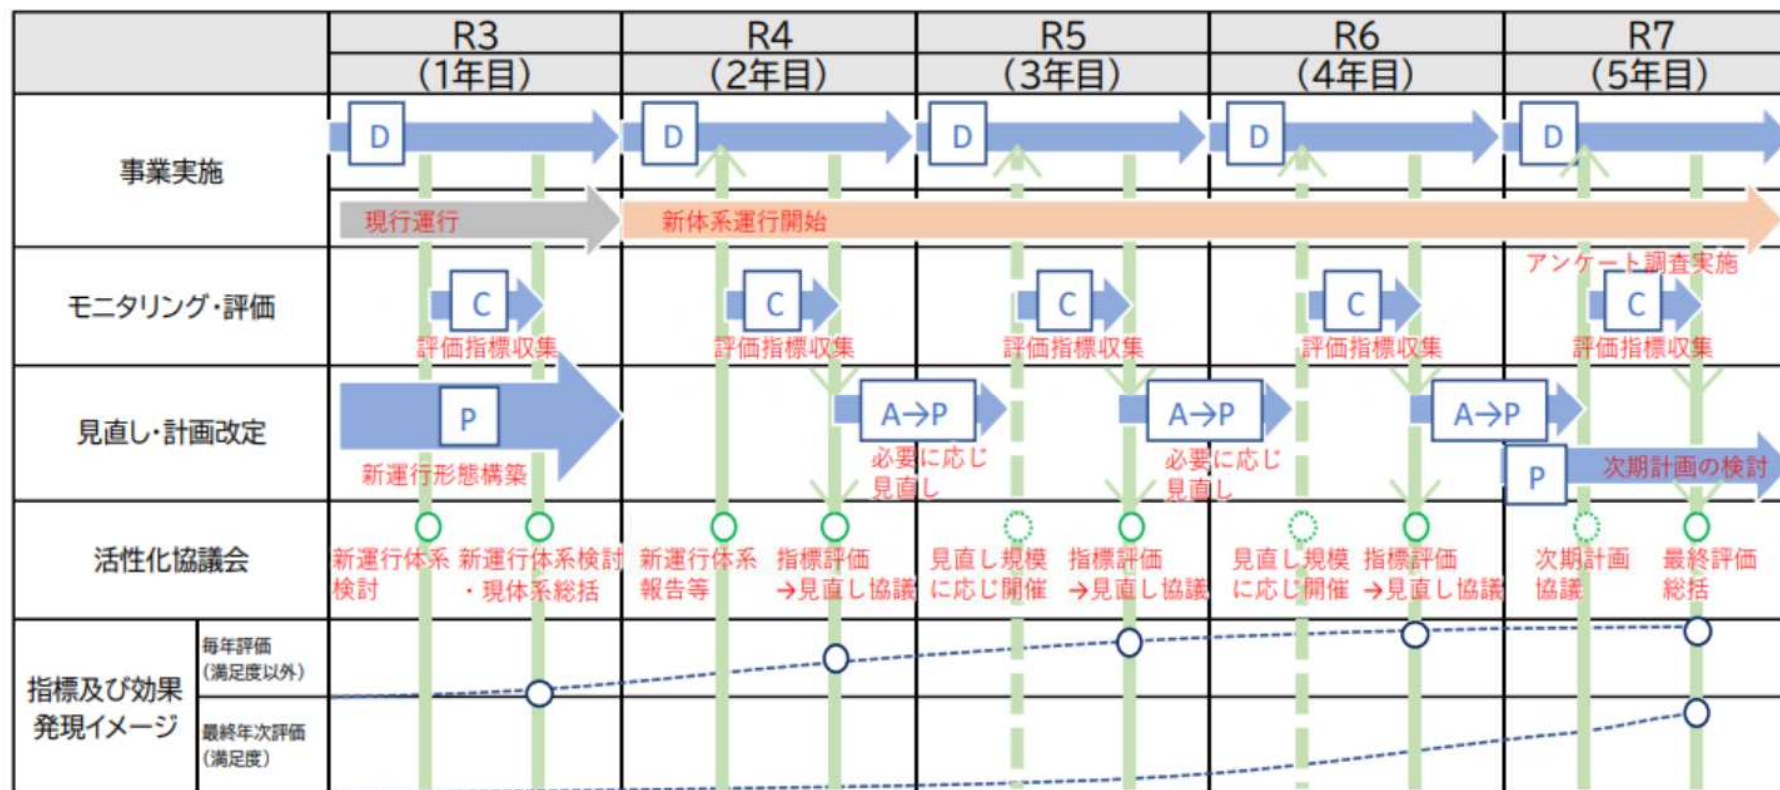 R3 R4 R5 R6 R7
(1年目) (2年目) (3年目) (4年目) (5年目)
事業実施
D D D D D
現行運行 新体系運行開始
アンケート調査実施
モニタリング・評価
C C C C C
評価指標収集 評価指標収集 評価指標収集 評価指標収集 評価指標収集
見直し・計画改定
P A→P A→P A→P
新運行形態構築
必要に応じ
見直し
必要に応じ
見直し
P 次期計画の検討
活性化協議会
新運行体系
検討
新運行体系検討
・現体系総括
新運行体系
報告等
指標評価
→見直し協議
見直し規模
に応じ開催
指標評価
→見直し協議
見直し規模
に応じ開催
指標評価
→見直し協議
次期計画
協議
最終評価
総括
指標及び効果
発現イメージ
毎年評価
(満足度以外)
最終年次評価
(満足度)